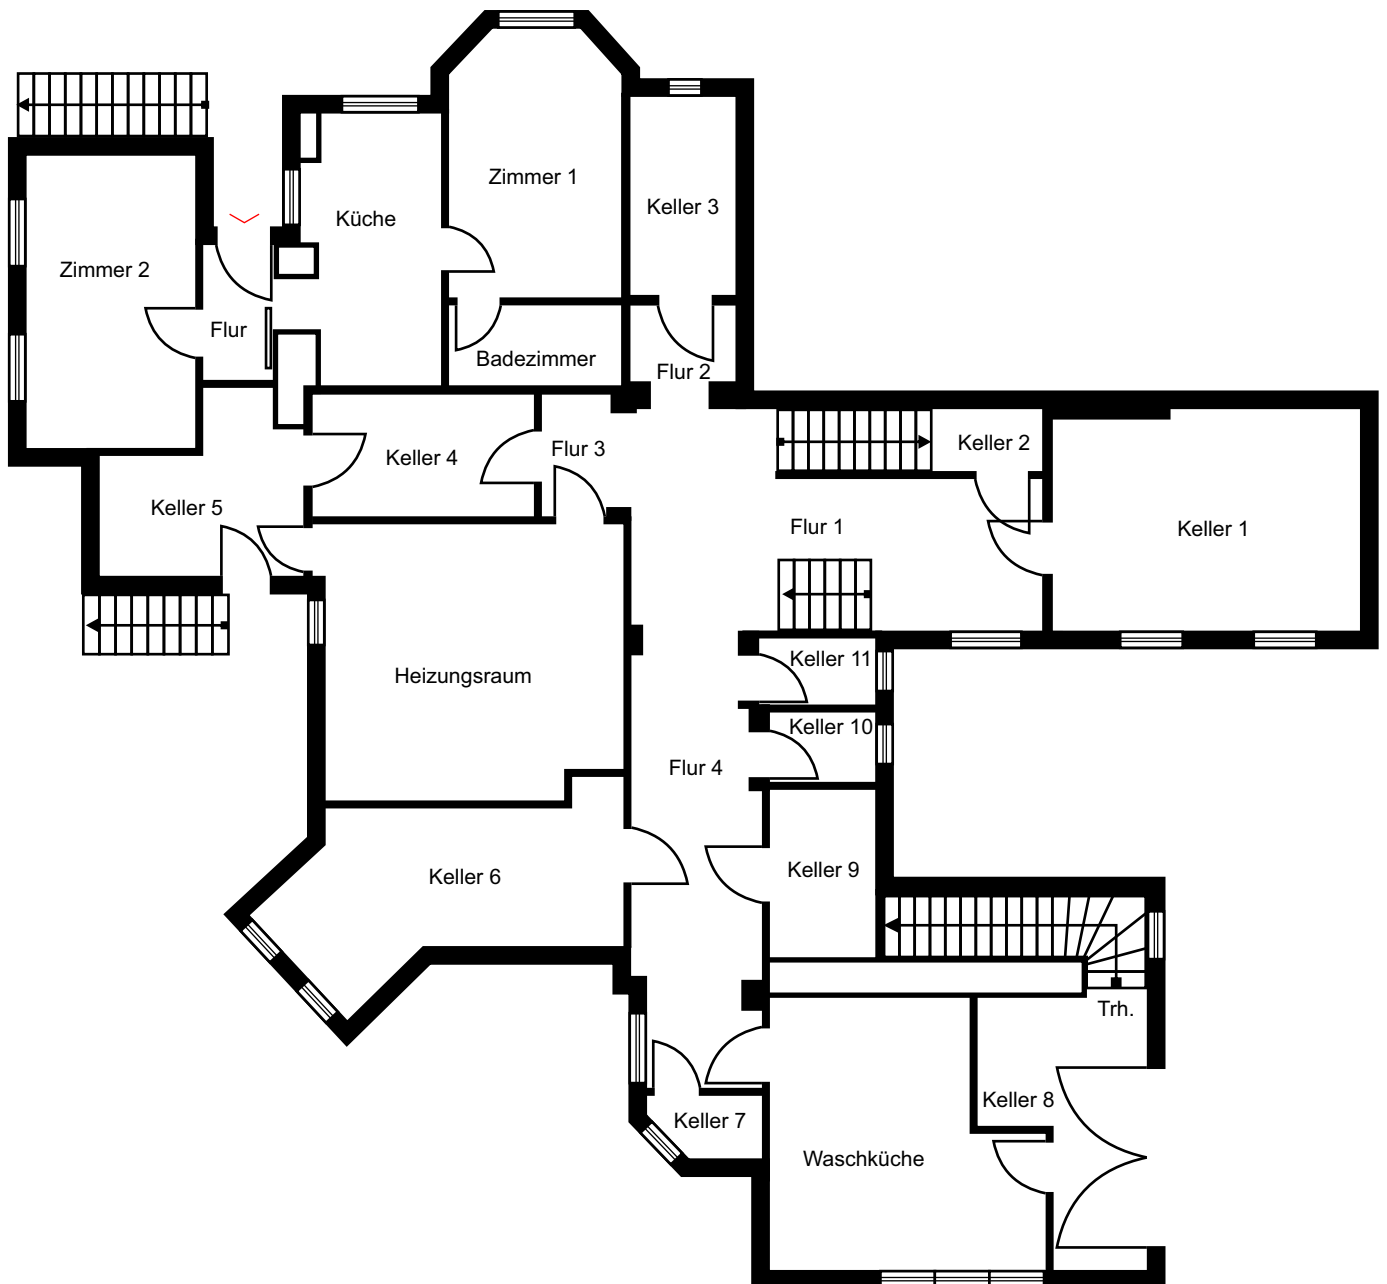 Zimmer 1
Keller 3
Küche
Zimmer 2
Flur
Badezimmer
Flur 2
Keller 2
Flur 3
Keller 4
Keller 5
Flur 1
Keller 1
Keller 11
Heizungsraum
Keller 10
Flur 4
Keller 9
Keller 6
Trh.
Keller 8
Keller 7
Waschküche